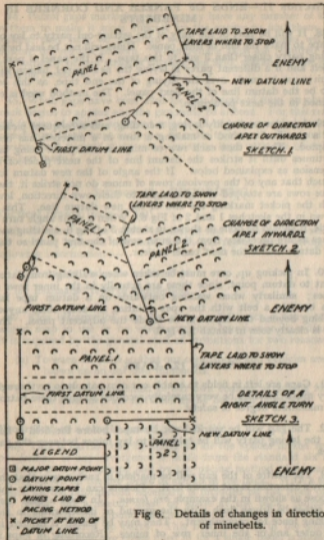 TAPE LAID TO SHOW
LAYERS WHERE TO STOP
ENEMY
PANEL 1
NEW DATUM LINE
PANEL 2
CHANGE OF DIRECTION
APEX OUTWARDS
SKETCH. 1
FIRST DATUM LINE
TAPE LAID TO SHOW
LAYERS WHERE TO STOP
PANEL 1
PANEL 2
CHANGE OF DIRECTION
APEX INWARDS
SKETCH. 2
FIRST DATUM LINE
NEW DATUM LINE
ENEMY
PANEL 1
TAPE LAID TO SHOW
LAYERS WHERE TO STOP
FIRST DATUM LINE
DETAILS OF A
RIGHT ANGLE TURN
SKETCH. 3.
NEW DATUM LINE
PANEL
2
ENEMY
LEGEND
MAJOR DATUM POINT
DATUM POINT
LAYING TAPES
MINES LAID BY
PACING METHOD
PICKET AT END OF
DATUM LINE.
Fig 6. Details of changes in direction
of minebelts.